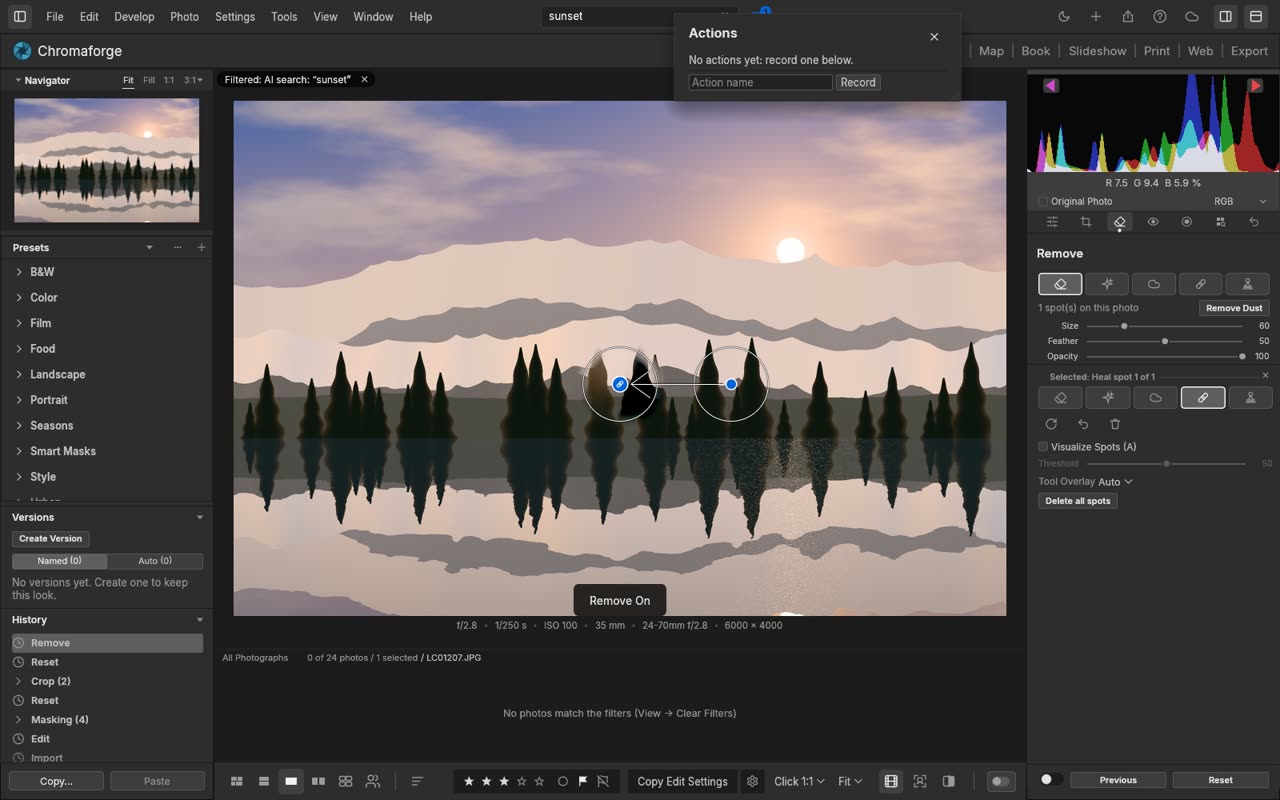 File Edit Develop Photo Settings Tools View Window Help
sunset
Chromaforge
Map | Book | Slideshow | Print | Web | Export
Actions
No actions yet: record one below.
Action name Record
Navigator Fit Fill 1:1 3:1
Filtered: AI search: “sunset”
R 7.5 G 9.4 B 5.9 %
Original Photo RGB
Presets
B&W
Color
Film
Food
Landscape
Portrait
Seasons
Smart Masks
Style
Remove
1 spot(s) on this photo Remove Dust
Size 60
Feather 50
Opacity 100
Selected: Heal spot 1 of 1
Visualize Spots (A)
Threshold 50
Tool Overlay Auto
Delete all spots
Versions
Create Version
Named (0) Auto (0)
No versions yet. Create one to keep
this look.
History
Remove
Reset
Crop (2)
Reset
Masking (4)
Edit
Import
Remove On
f/2.8 • 1/250 s • ISO 100 • 35 mm • 24-70mm f/2.8 • 6000 × 4000
All Photographs 0 of 24 photos / 1 selected / LC01207.JPG
No photos match the filters (View → Clear Filters)
Copy... Paste
Copy Edit Settings Click 1:1 Fit
Previous Reset